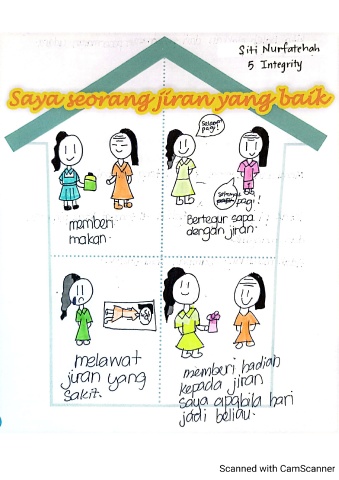 Siti Nurfatehah
5 Integrity
Saya seorang jiran yang baik
Selamat
pagi!
Selamat
pagi!
memberi
makan.
Bertegur sapa
dengan jiran.
melawat
jiran yang
sakit.
memberi hadiah
kepada jiran
saya apabila hari
jadi beliau.
Scanned with CamScanner